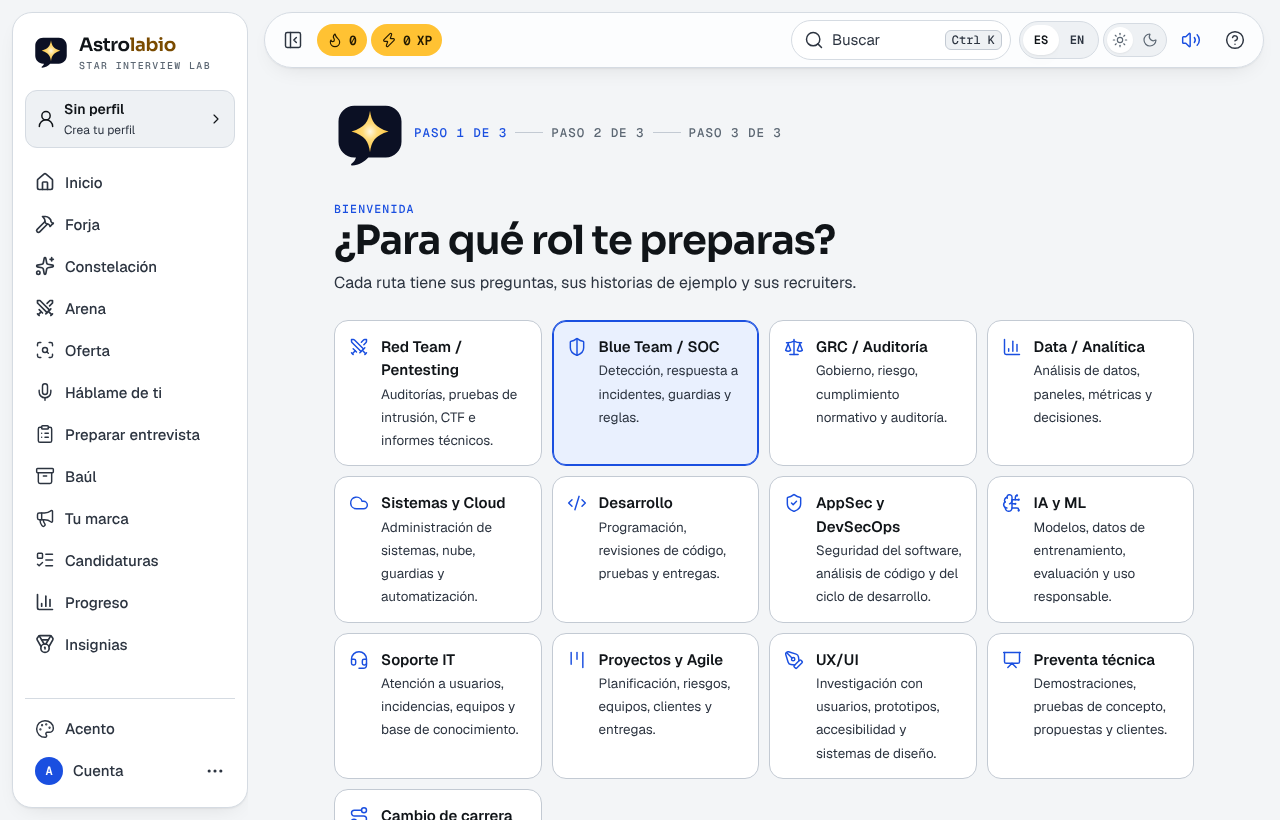 Astrolabio
STAR INTERVIEW LAB
Sin perfil
Crea tu perfil
Inicio
Forja
Constelación
Arena
Oferta
Háblame de ti
Preparar entrevista
Baúl
Tu marca
Candidaturas
Progreso
Insignias
Acento
A
Cuenta
0
0 XP
Buscar
Ctrl K
ES
EN
PASO 1 DE 3
PASO 2 DE 3
PASO 3 DE 3
BIENVENIDA
¿Para qué rol te preparas?
Cada ruta tiene sus preguntas, sus historias de ejemplo y sus recruiters.
Red Team /
Pentesting
Auditorías, pruebas de
intrusión, CTF e
informes técnicos.
Blue Team / SOC
Detección, respuesta a
incidentes, guardias y
reglas.
GRC / Auditoría
Gobierno, riesgo,
cumplimiento
normativo y auditoría.
Data / Analítica
Análisis de datos,
paneles, métricas y
decisiones.
Sistemas y Cloud
Administración de
sistemas, nube,
guardias y
automatización.
Desarrollo
Programación,
revisiones de código,
pruebas y entregas.
AppSec y
DevSecOps
Seguridad del software,
análisis de código y del
ciclo de desarrollo.
IA y ML
Modelos, datos de
entrenamiento,
evaluación y uso
responsable.
Soporte IT
Atención a usuarios,
incidencias, equipos y
base de conocimiento.
Proyectos y Agile
Planificación, riesgos,
equipos, clientes y
entregas.
UX/UI
Investigación con
usuarios, prototipos,
accesibilidad y
sistemas de diseño.
Preventa técnica
Demostraciones,
pruebas de concepto,
propuestas y clientes.
Cambio de carrera